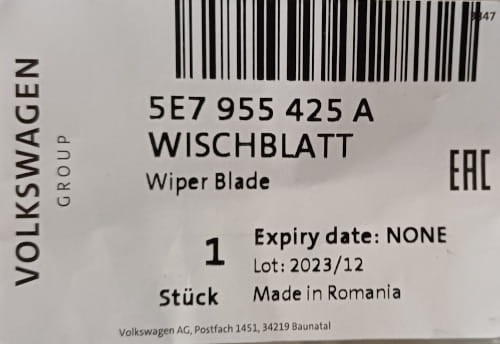 VOLKSWAGEN
GROUP
5E7 955 425 A
WISCHBLATT
Wiper Blade
EAC
1
Stück
Expiry date: NONE
Lot: 2023/12
Made in Romania
Volkswagen AG, Postfach 1451, 34219 Baunatal